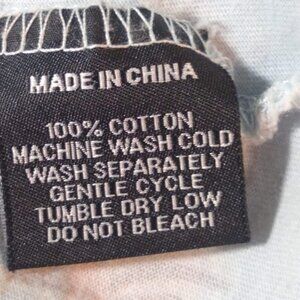 MADE IN CHINA
100% COTTON
MACHINE WASH COLD
WASH SEPARATELY
GENTLE CYCLE
TUMBLE DRY LOW
DO NOT BLEACH